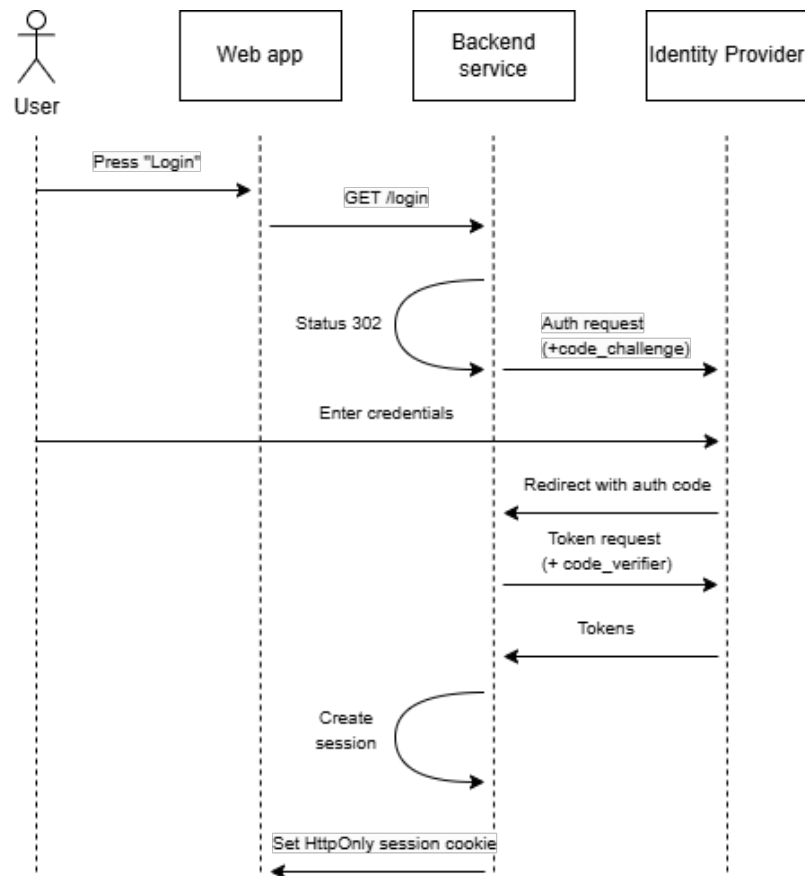 User
Web app
Backend
service
Identity Provider
Press "Login"
GET /login
Status 302
Auth request
(+code_challenge)
Enter credentials
Redirect with auth code
Token request
(+ code_verifier)
Tokens
Create
session
Set HttpOnly session cookie